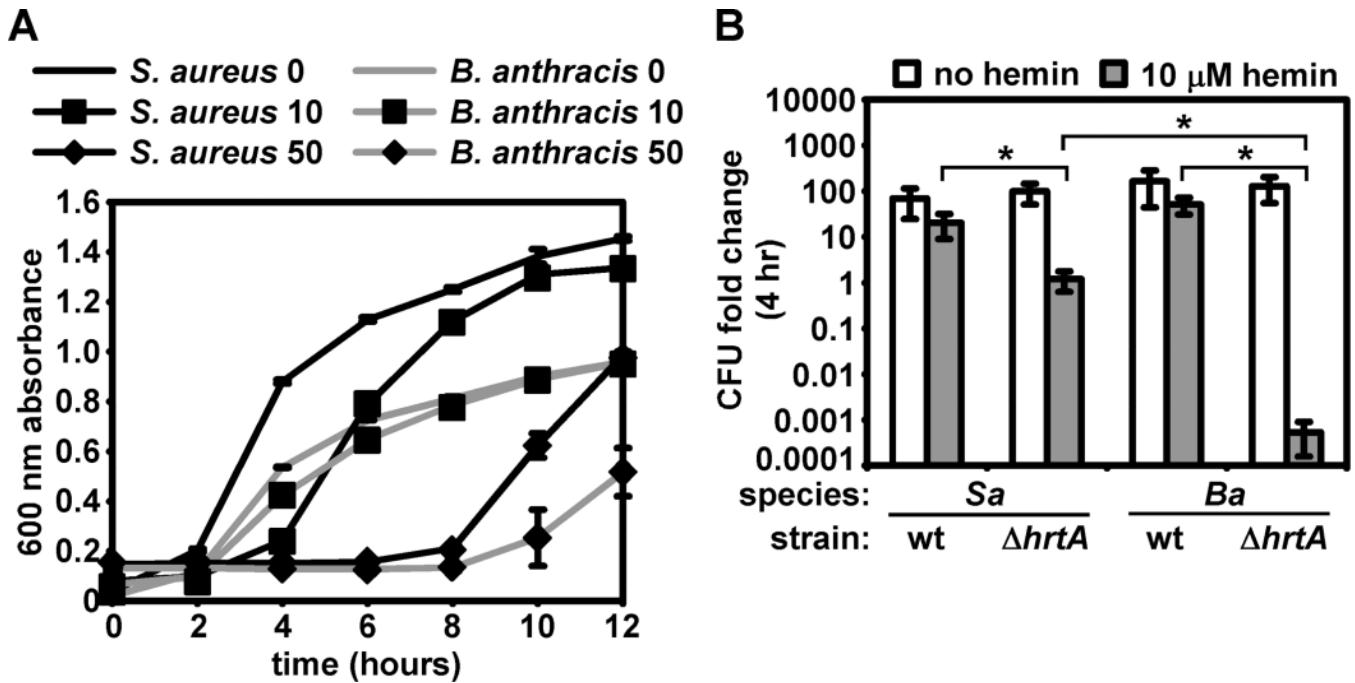 A
S. aureus 0
B. anthracis 0
S. aureus 10
B. anthracis 10
S. aureus 50
B. anthracis 50
600 nm absorbance
1.6
1.4
1.2
1.0
0.8
0.6
0.4
0.2
0
0 2 4 6 8 10 12
time (hours)
B
no hemin 10 µM hemin
CFU fold change
(4 hr)
10000
1000
100
10
1
0.1
0.01
0.001
0.0001
*
* *
species: Sa Ba
strain: wt ΔhrtA wt ΔhrtA